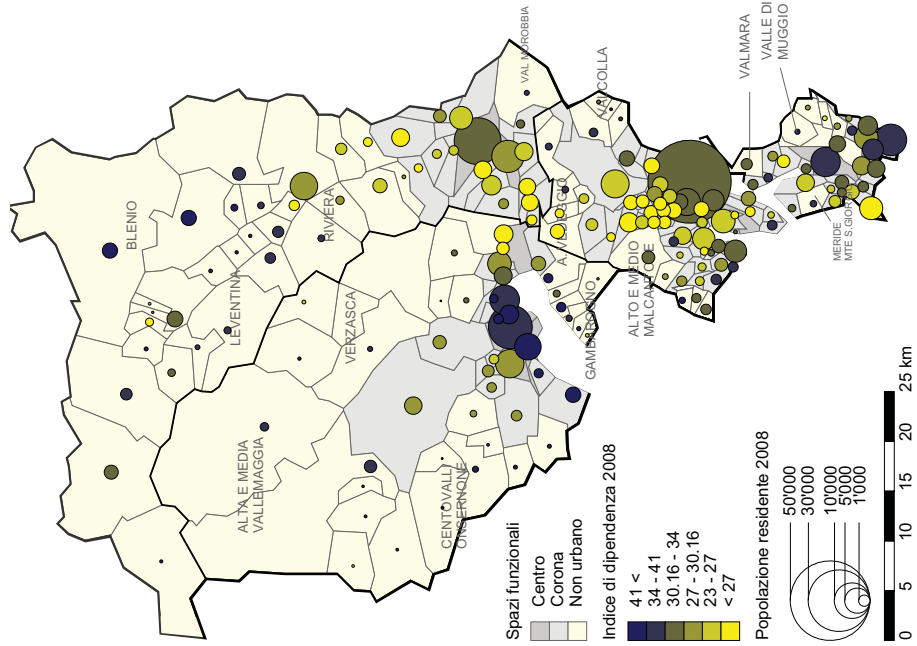 BLENIO
LEVENTINA
RIVIERA
VERZASCA
ALTA E MEDIA
VALLEMAGGIA
CENTOVALLI
ONSERNONE
VAL MOROBBIA
VALCOLLA
A. VEDEGGIO
GAMBAROGNO
ALTO E MEDIO
MALCANTONE
VALMARA
VALLE DI
MUGGIO
MERIDE
MTE S.GIORGIO
Spazi funzionali
Centro
Corona
Non urbano
Indice di dipendenza 2008
41 <
34 - 41
30.16 - 34
27 - 30.16
23 - 27
< 27
Popolazione residente 2008
50'000
30'000
10'000
5'000
1'000
0 5 10 15 20 25 km